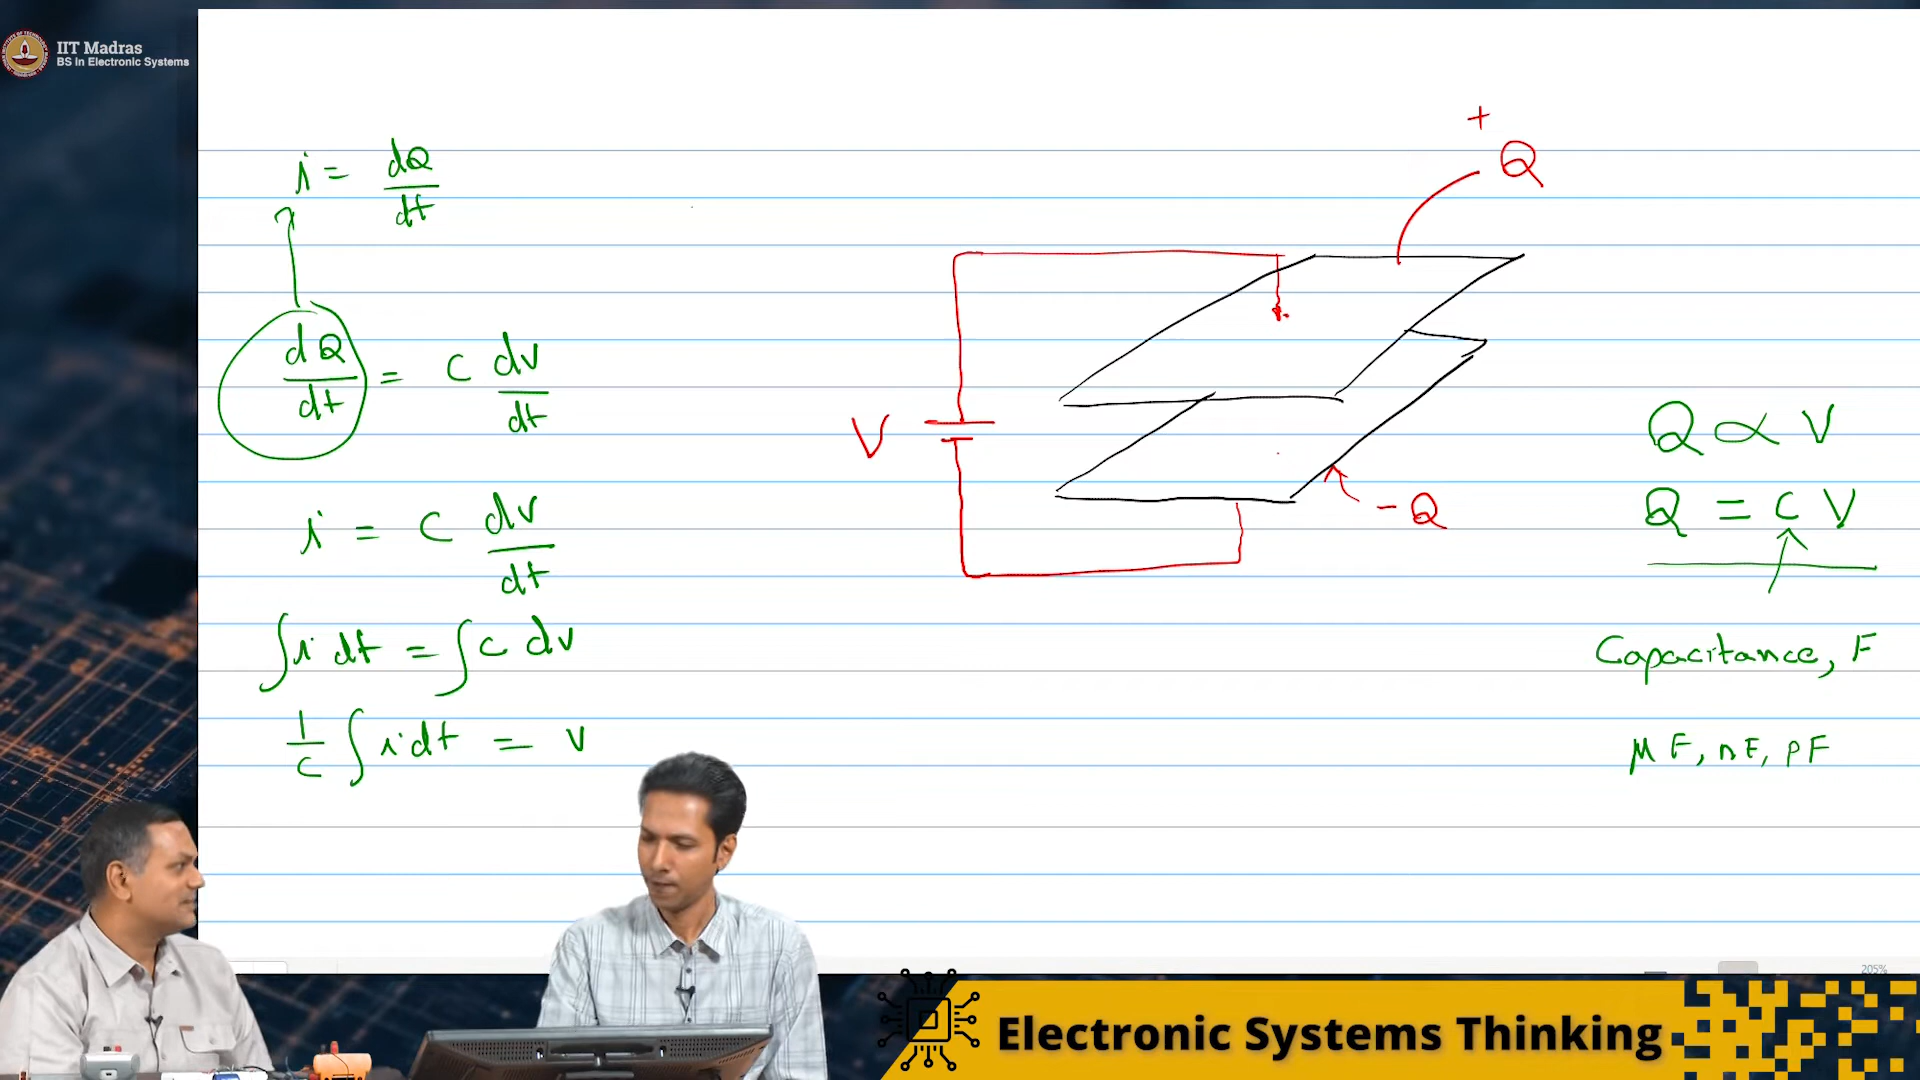 IIT Madras
BS in Electronic Systems
i = dQ/dt
dQ/dt = C dv/dt
i = C dv/dt
∫i dt = ∫C dv
1/C ∫i dt = v
+
Q
V
-Q
Q ∝ V
Q = C V
Capacitance, F
μF, nF, pF
205%
Electronic Systems Thinking